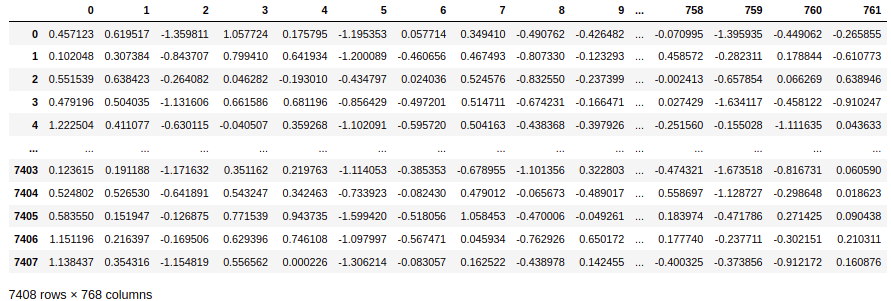 0 1 2 3 4 5 6 7 8 9 ... 758 759 760 761
0 0.457123 0.619517 -1.359811 1.057724 0.175795 -1.195353 0.057714 0.349410 -0.490762 -0.426482 ... -0.070995 -1.395935 -0.449062 -0.265855
1 0.102048 0.307384 -0.843707 0.799410 0.641934 -1.200089 -0.460656 0.467493 -0.807330 -0.123293 ... 0.458572 -0.282311 0.178844 -0.610773
2 0.551539 0.638423 -0.264082 0.046282 -0.193010 -0.434797 0.024036 0.524576 -0.832550 -0.237399 ... -0.002413 -0.657854 0.066269 0.638946
3 0.479196 0.504035 -1.131606 0.661586 0.681196 -0.856429 -0.497201 0.514711 -0.674231 -0.166471 ... 0.027429 -1.634117 -0.458122 -0.910247
4 1.222504 0.411077 -0.630115 -0.040507 0.359268 -1.102091 -0.595720 0.504163 -0.438368 -0.397926 ... -0.251560 -0.155028 -1.111635 0.043633
... ... ... ... ... ... ... ... ... ... ... ... ... ... ... ...
7403 0.123615 0.191188 -1.171632 0.351162 0.219763 -1.114053 -0.385353 -0.678955 -1.101356 0.322803 ... -0.474321 -1.673518 -0.816731 0.060590
7404 0.524802 0.526530 -0.641891 0.543247 0.342463 -0.733923 -0.082430 0.479012 -0.065673 -0.489017 ... 0.558697 -1.128727 -0.298648 0.018623
7405 0.583550 0.151947 -0.126875 0.771539 0.943735 -1.599420 -0.518056 1.058453 -0.470006 -0.049261 ... 0.183974 -0.471786 0.271425 0.090438
7406 1.151196 0.216397 -0.169506 0.629396 0.746108 -1.097997 -0.567471 0.045934 -0.762926 0.650172 ... 0.177740 -0.237711 -0.302151 0.210311
7407 1.138437 0.354316 -1.154819 0.556562 0.000226 -1.306214 -0.083057 0.162522 -0.438978 0.142455 ... -0.400325 -0.373856 -0.912172 0.160876
7408 rows × 768 columns